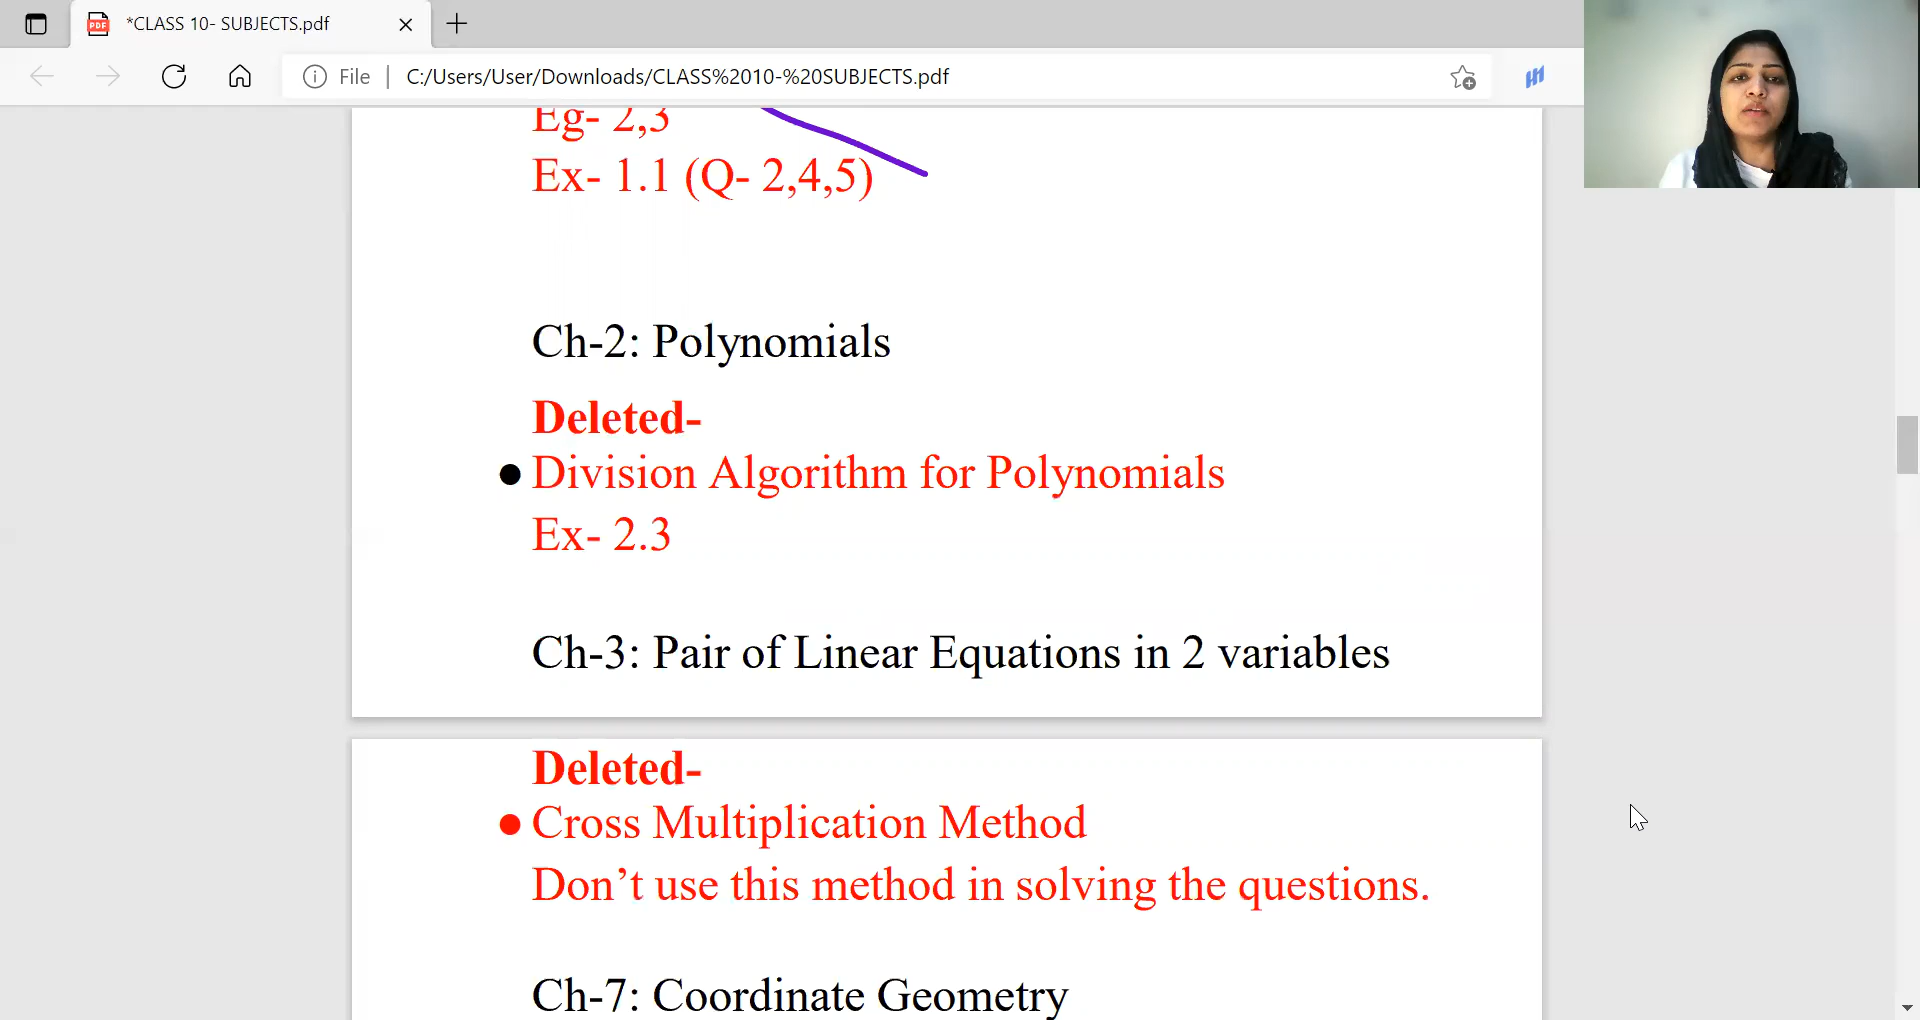 *CLASS 10- SUBJECTS.pdf
File
C:/Users/User/Downloads/CLASS%2010-%20SUBJECTS.pdf
Eg- 2,3
Ex- 1.1 (Q- 2,4,5)
Ch-2: Polynomials
Deleted-
● Division Algorithm for Polynomials
Ex- 2.3
Ch-3: Pair of Linear Equations in 2 variables
Deleted-
● Cross Multiplication Method
Don’t use this method in solving the questions.
Ch-7: Coordinate Geometry